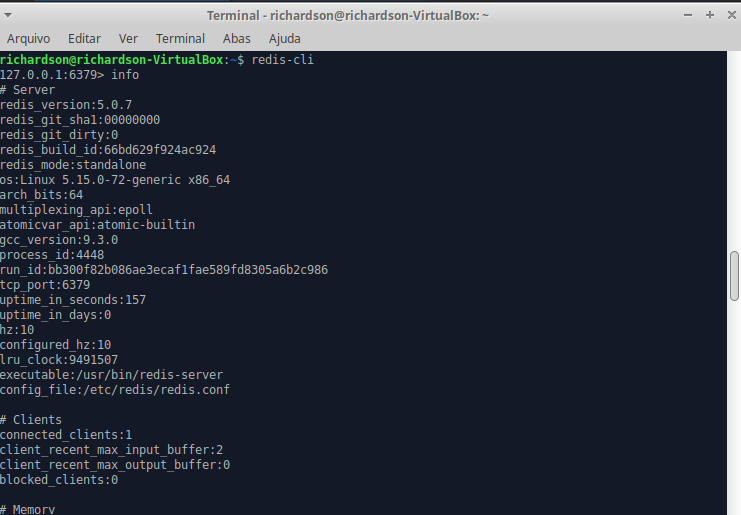 Terminal - richardson@richardson-VirtualBox: ~
Arquivo Editar Ver Terminal Abas Ajuda
richardson@richardson-VirtualBox:~$ redis-cli
127.0.0.1:6379> info
# Server
redis_version:5.0.7
redis_git_sha1:00000000
redis_git_dirty:0
redis_build_id:66bd629f924ac924
redis_mode:standalone
os:Linux 5.15.0-72-generic x86_64
arch_bits:64
multiplexing_api:epoll
atomicvar_api:atomic-builtin
gcc_version:9.3.0
process_id:4448
run_id:bb300f82b086ae3ecaf1fae589fd8305a6b2c986
tcp_port:6379
uptime_in_seconds:157
uptime_in_days:0
hz:10
configured_hz:10
lru_clock:9491507
executable:/usr/bin/redis-server
config_file:/etc/redis/redis.conf
# Clients
connected_clients:1
client_recent_max_input_buffer:2
client_recent_max_output_buffer:0
blocked_clients:0
# Memory